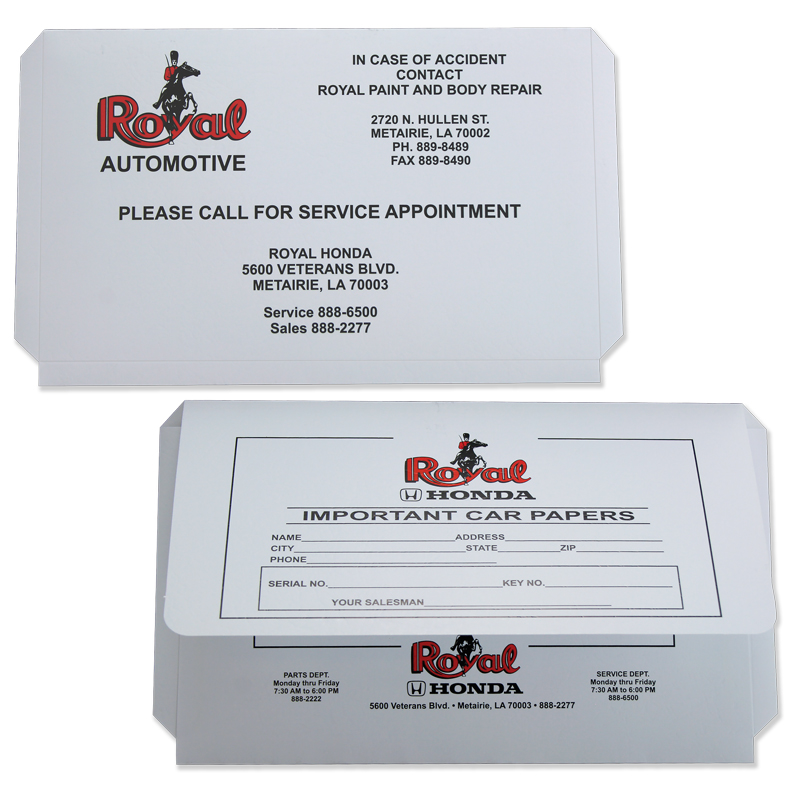 Royal
AUTOMOTIVE
IN CASE OF ACCIDENT
CONTACT
ROYAL PAINT AND BODY REPAIR
2720 N. HULLEN ST.
METAIRIE, LA 70002
PH. 889-8489
FAX 889-8490
PLEASE CALL FOR SERVICE APPOINTMENT
ROYAL HONDA
5600 VETERANS BLVD.
METAIRIE, LA 70003
Service 888-6500
Sales 888-2277
Royal
HONDA
IMPORTANT CAR PAPERS
NAME ADDRESS
CITY STATE ZIP
PHONE
SERIAL NO. KEY NO.
YOUR SALESMAN
Royal
HONDA
5600 Veterans Blvd. • Metairie, LA 70003 • 888-2277
PARTS DEPT.
Monday thru Friday
7:30 AM to 6:00 PM
888-2222
SERVICE DEPT.
Monday thru Friday
7:30 AM to 6:00 PM
888-6500